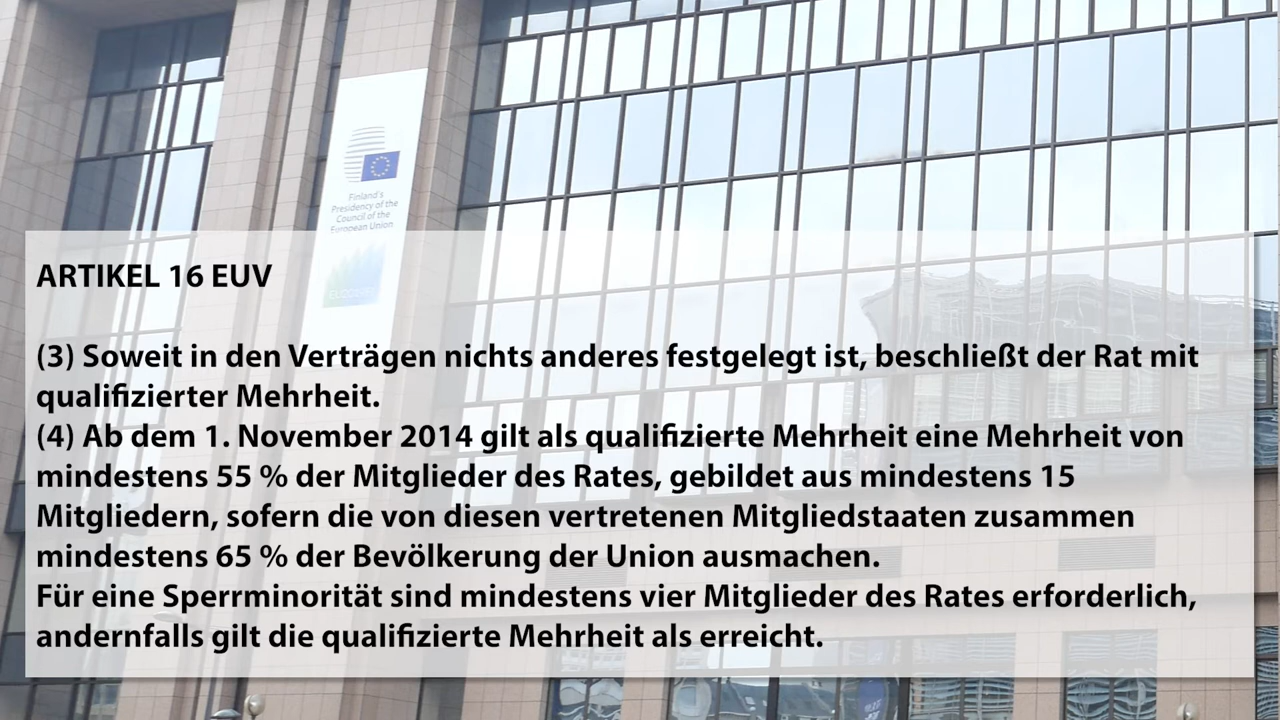 Finland's
Presidency of the
Council of the
European Union
ARTIKEL 16 EUV
(3) Soweit in den Verträgen nichts anderes festgelegt ist, beschließt der Rat mit
qualifizierter Mehrheit.
(4) Ab dem 1. November 2014 gilt als qualifizierte Mehrheit eine Mehrheit von
mindestens 55 % der Mitglieder des Rates, gebildet aus mindestens 15
Mitgliedern, sofern die von diesen vertretenen Mitgliedstaaten zusammen
mindestens 65 % der Bevölkerung der Union ausmachen.
Für eine Sperrminorität sind mindestens vier Mitglieder des Rates erforderlich,
andernfalls gilt die qualifizierte Mehrheit als erreicht.